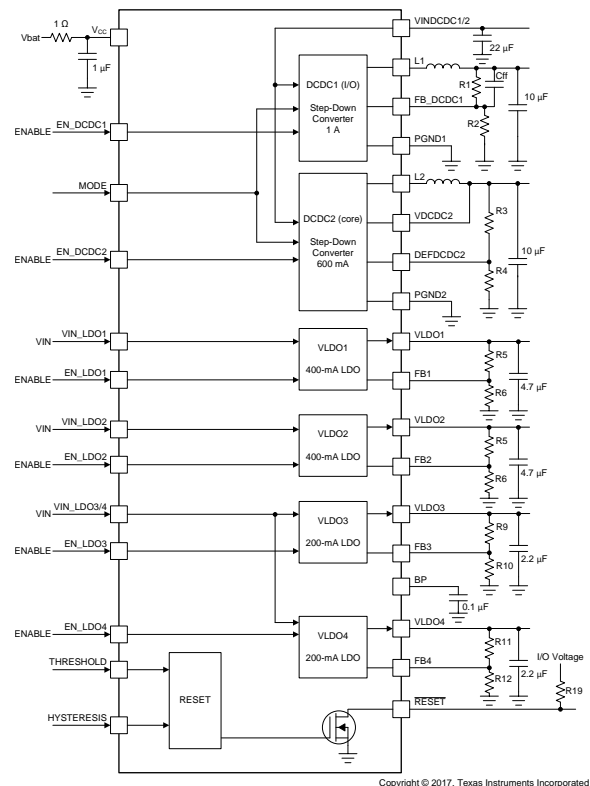 1 Ω
Vbat
VCC
1 μF
VINDCDC1/2
22 μF
L1
DCDC1 (I/O)
Step-Down
Converter
1 A
R1
Cff
FB_DCDC1
10 μF
R2
PGND1
ENABLE
EN_DCDC1
MODE
L2
DCDC2 (core)
Step-Down
Converter
600 mA
VDCDC2
R3
DEFDCDC2
10 μF
R4
PGND2
ENABLE
EN_DCDC2
VIN
VIN_LDO1
VLDO1
400-mA LDO
VLDO1
R5
ENABLE
EN_LDO1
FB1
R6
4.7 μF
VIN
VIN_LDO2
VLDO2
400-mA LDO
VLDO2
R5
ENABLE
EN_LDO2
FB2
R6
4.7 μF
VIN
VIN_LDO3/4
VLDO3
200-mA LDO
VLDO3
R9
ENABLE
EN_LDO3
FB3
R10
2.2 μF
BP
0.1 μF
ENABLE
EN_LDO4
VLDO4
200-mA LDO
VLDO4
R11
FB4
R12
2.2 μF
I/O Voltage
R19
THRESHOLD
RESET
HYSTERESIS
RESET
Copyright © 2017, Texas Instruments Incorporated